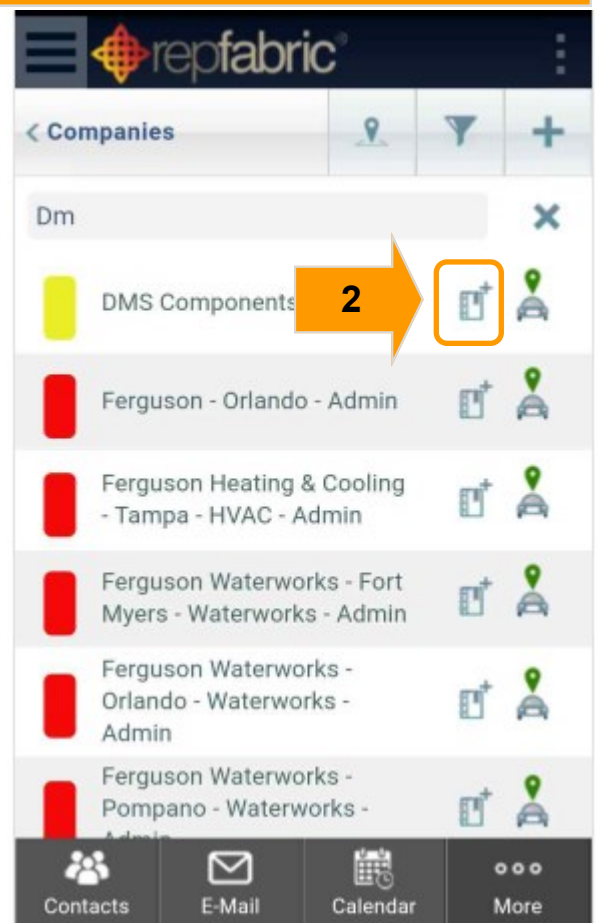 repfabric®
< Companies
Dm
DMS Components
2
Ferguson - Orlando - Admin
Ferguson Heating & Cooling
- Tampa - HVAC - Admin
Ferguson Waterworks - Fort
Myers - Waterworks - Admin
Ferguson Waterworks -
Orlando - Waterworks -
Admin
Ferguson Waterworks -
Pompano - Waterworks -
Admin
Contacts E-Mail Calendar More